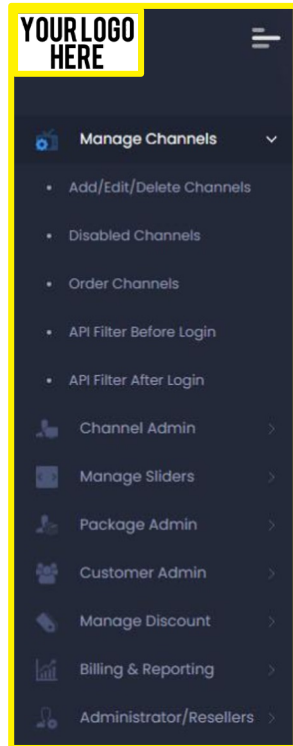 YOUR LOGO
HERE
Manage Channels
Add/Edit/Delete Channels
Disabled Channels
Order Channels
API Filter Before Login
API Filter After Login
Channel Admin
Manage Sliders
Package Admin
Customer Admin
Manage Discount
Billing & Reporting
Administrator/Resellers